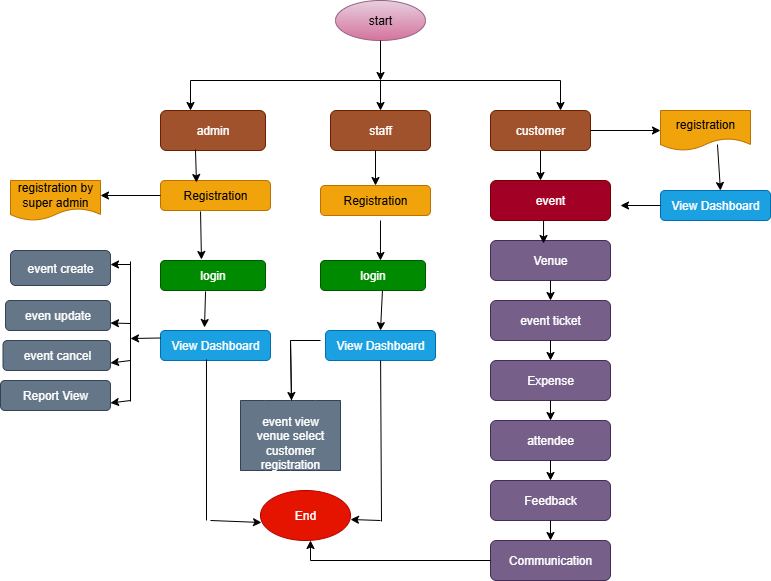 start
admin
staff
customer
registration
registration by
super admin
Registration
Registration
event
View Dashboard
event create
login
login
Venue
even update
event ticket
event cancel
View Dashboard
View Dashboard
Report View
Expense
event view
venue select
customer
registration
attendee
End
Feedback
Communication